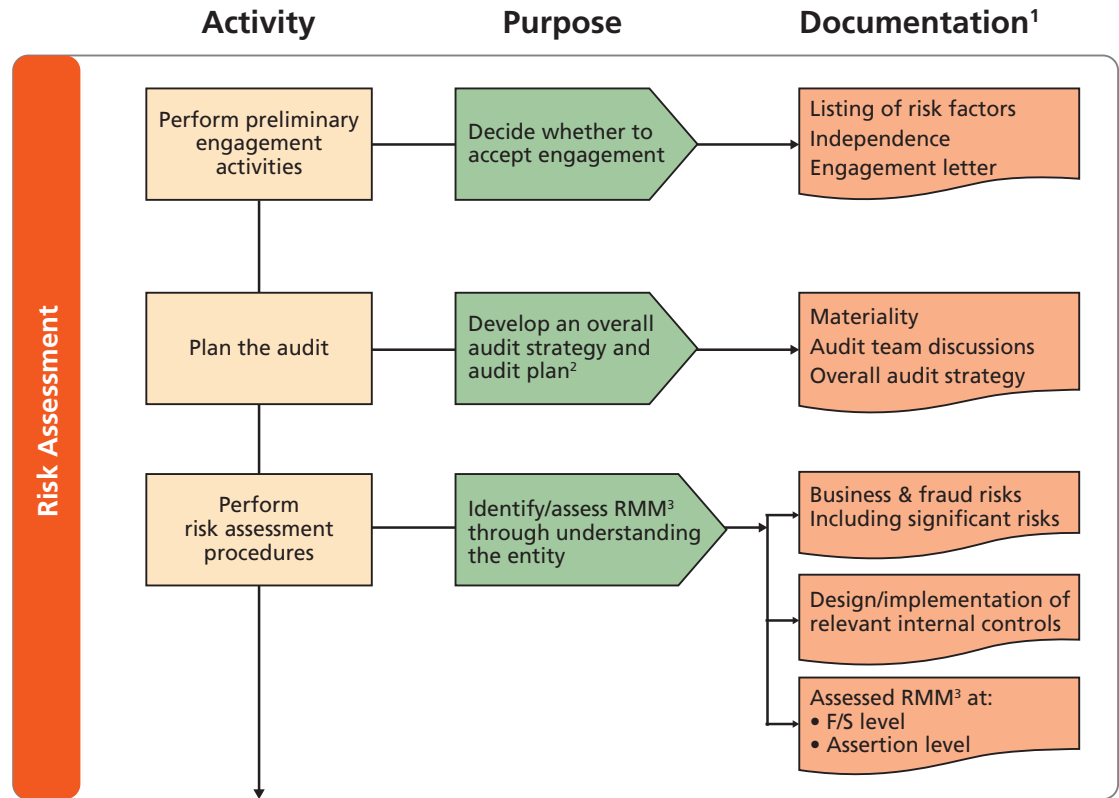 Activity
Purpose
Documentation¹
Risk Assessment
Perform preliminary
engagement
activities
Decide whether to
accept engagement
Listing of risk factors
Independence
Engagement letter
Plan the audit
Develop an overall
audit strategy and
audit plan²
Materiality
Audit team discussions
Overall audit strategy
Perform
risk assessment
procedures
Identify/assess RMM³
through understanding
the entity
Business & fraud risks
Including significant risks
Design/implementation of
relevant internal controls
Assessed RMM³ at:
• F/S level
• Assertion level